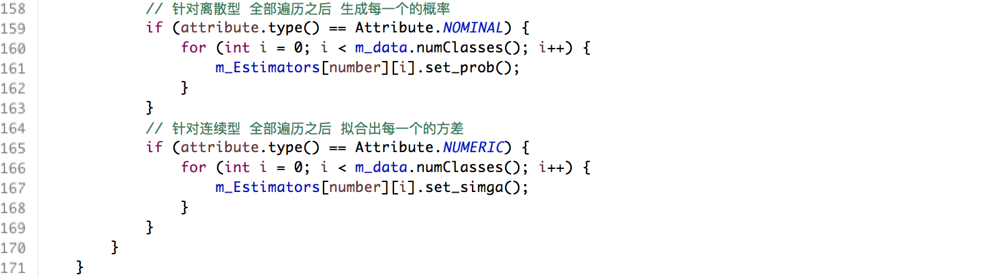 158 // 针对离散型 全部遍历之后 生成每一个的概率
159 if (attribute.type() == Attribute.NOMINAL) {
160 for (int i = 0; i < m_data.numClasses(); i++) {
161 m_Estimators[number][i].set_prob();
162 }
163 }
164 // 针对连续型 全部遍历之后 拟合出每一个的方差
165 if (attribute.type() == Attribute.NUMERIC) {
166 for (int i = 0; i < m_data.numClasses(); i++) {
167 m_Estimators[number][i].set_simga();
168 }
169 }
170 }
171 }